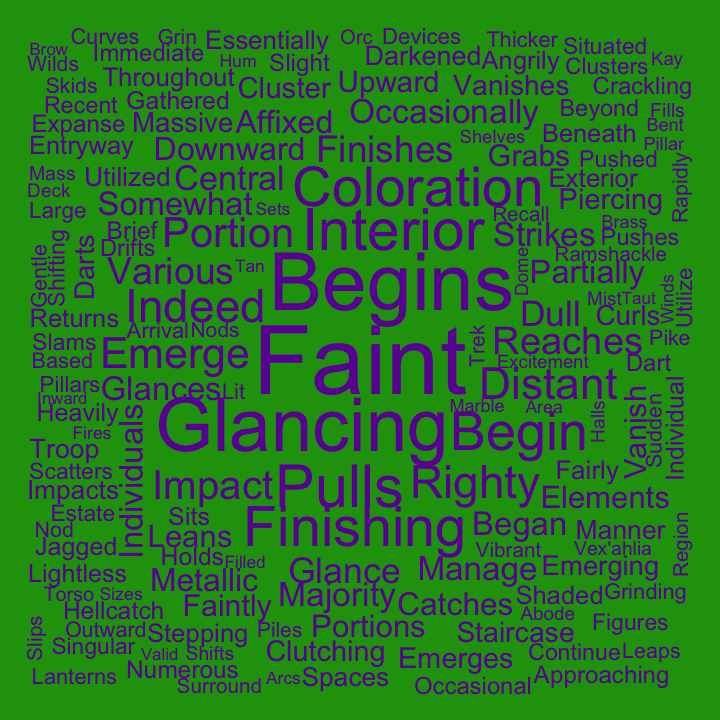 Curves Grin Essentially Orc Devices Thicker Situated
Brow Wilds Immediate Hum Slight Darkened Angrily Clusters Kay
Skids Throughout Cluster Upward Vanishes Crackling
Recent Gathered Affixed Occasionally Beyond Fills
Expanse Massive Shelves Beneath Bent
Entryway Downward Finishes Grabs Pushed Pillar
Mass Utilized Central Coloration Exterior Rapidly
Deck Somewhat Sets Piercing
Large Brief Portion Interior Recall Strikes Brass Pushes
Gentle Shifting Darts Drifts Various Tan Begins Dome Ramshackle Partially
Returns Indeed Dull Mist Taut Curls Winds Utilize
Slams Arrival Nods Faint Trek Reaches Pike
Based Emerge Excitement Dart
Pillars Glances Lit Distant
Inward Heavily Glancing Marble Area Halls Vanish Sudden Individual
Fires Individuals Begin
Troop
Scatters Impact Pulls Righty Fairly
Impacts Elements
Estate Sits Finishing Began Manner
Nod Jagged Leans Vibrant Vex'ahlia Region
Holds Filled Glance Manage Emerging
Lightless Metallic
Torso Sizes Faintly Majority Catches Shaded Grinding
Hellcatch Portions Abode Figures
Outward Stepping Piles Staircase
Slips Singular Valid Shifts Clutching Emerges Continue Leaps
Lanterns Numerous Surround Arcs Spaces Occasional Approaching